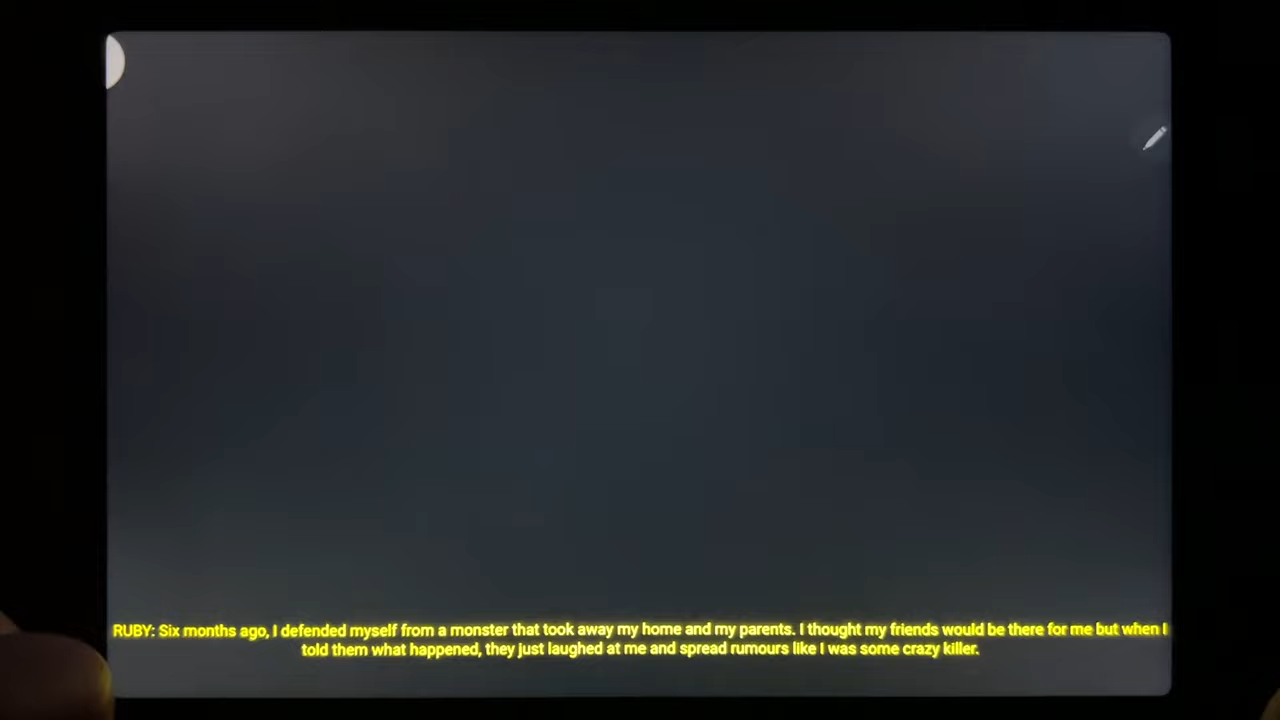 RUBY: Six months ago, I defended myself from a monster that took away my home and my parents. I thought my friends would be there for me but when I
told them what happened, they just laughed at me and spread rumours like I was some crazy killer.